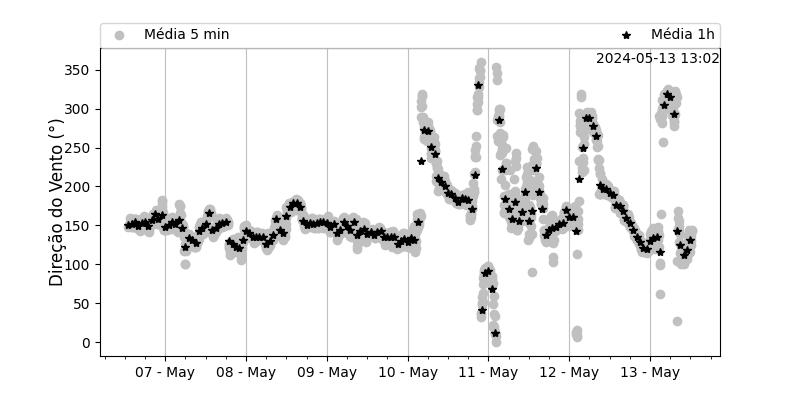 Média 5 min
Média 1h
2024-05-13 13:02
Direção do Vento (°)
350
300
250
200
150
100
50
0
07 - May
08 - May
09 - May
10 - May
11 - May
12 - May
13 - May